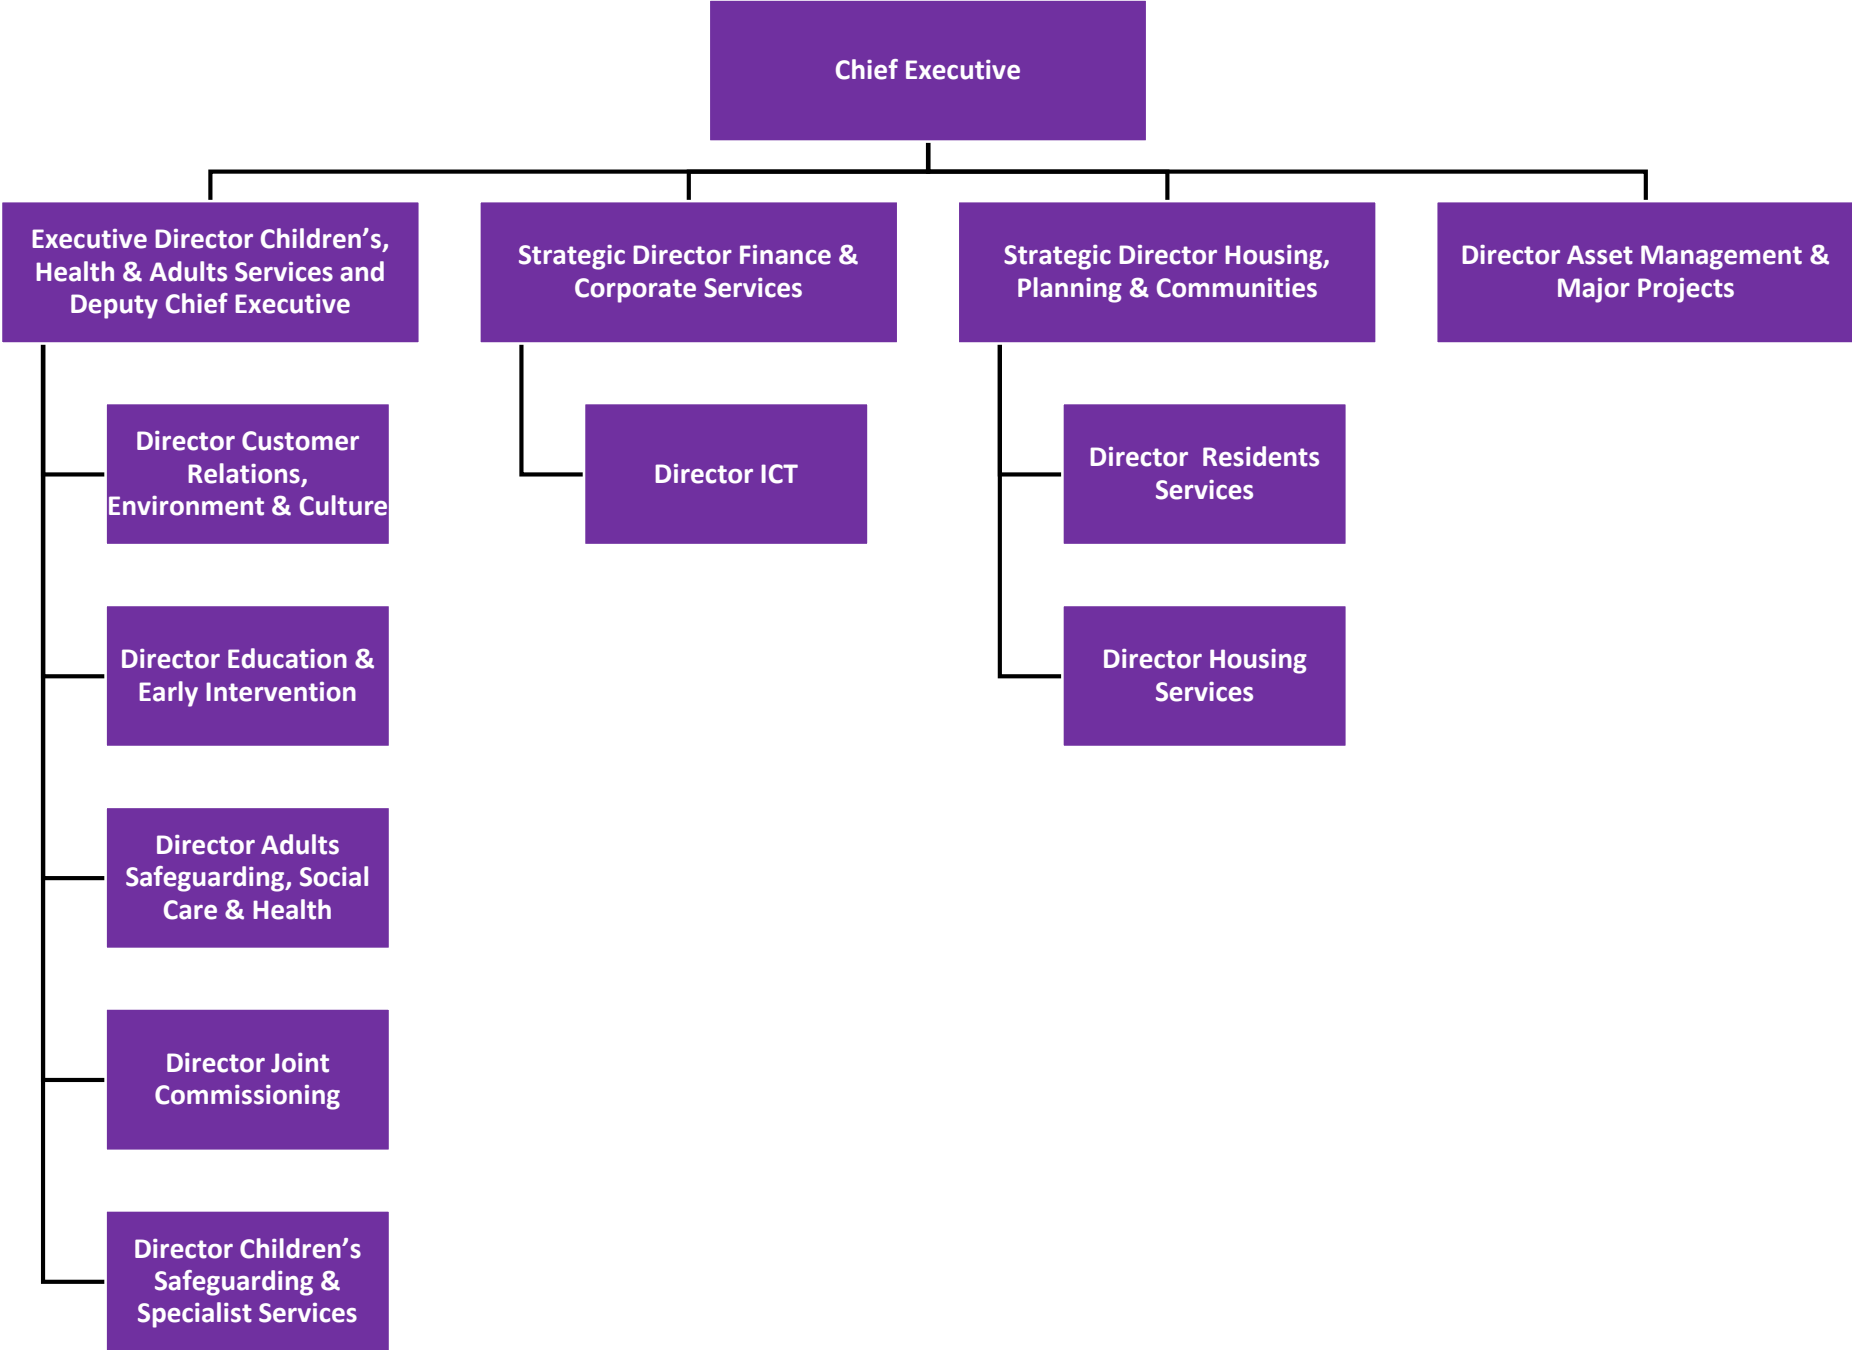 Chief Executive
Executive Director Children’s,
Health & Adults Services and
Deputy Chief Executive
Strategic Director Finance &
Corporate Services
Strategic Director Housing,
Planning & Communities
Director Asset Management &
Major Projects
Director Customer
Relations,
Environment & Culture
Director ICT
Director  Residents
Services
Director Education &
Early Intervention
Director Housing
Services
Director Adults
Safeguarding, Social
Care & Health
Director Joint
Commissioning
Director Children’s
Safeguarding &
Specialist Services